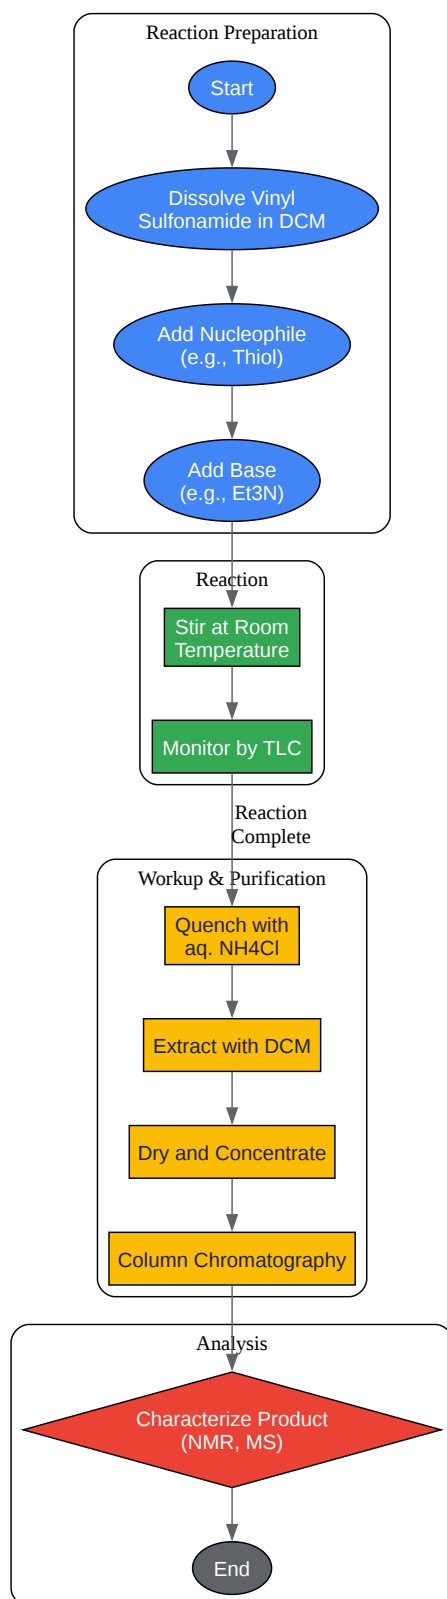 Reaction Preparation
Start
Dissolve Vinyl
Sulfonamide in DCM
Add Nucleophile
(e.g., Thiol)
Add Base
(e.g., Et3N)
Reaction
Stir at Room
Temperature
Monitor by TLC
Reaction
Complete
Workup & Purification
Quench with
aq. NH4Cl
Extract with DCM
Dry and Concentrate
Column Chromatography
Analysis
Characterize Product
(NMR, MS)
End